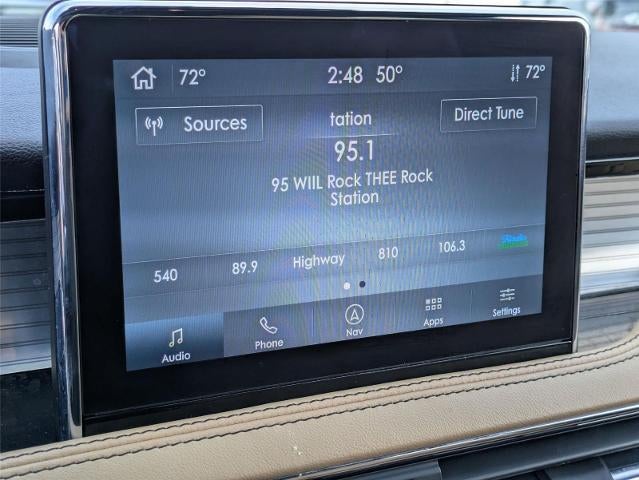 72° 2:48 50° 72°
Sources tation Direct Tune
95.1
95 WIIL Rock THEE Rock
Station
540 89.9 Highway 810 106.3
Audio Phone Nav Apps Settings